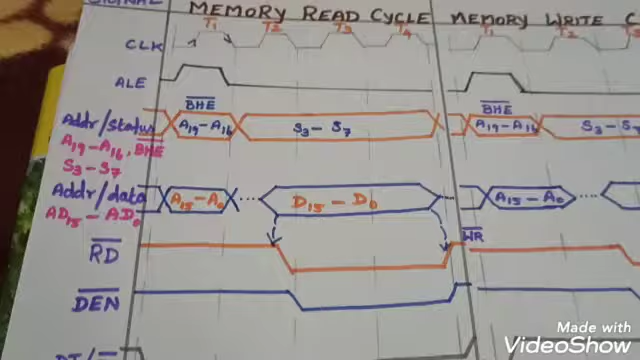 MEMORY READ CYCLE MEMORY WRITE C
T1 T2 T3 T4 T1 T2
CLK
ALE
BHE BHE
Addr/status A19-A16 S3-S7 A19-A16 S3-S7
A19-A16, BHE
S3-S7
Addr/data A15-A0 D15-D0 A15-A0
AD15-AD0
RD WR
DEN
Made with
VideoShow